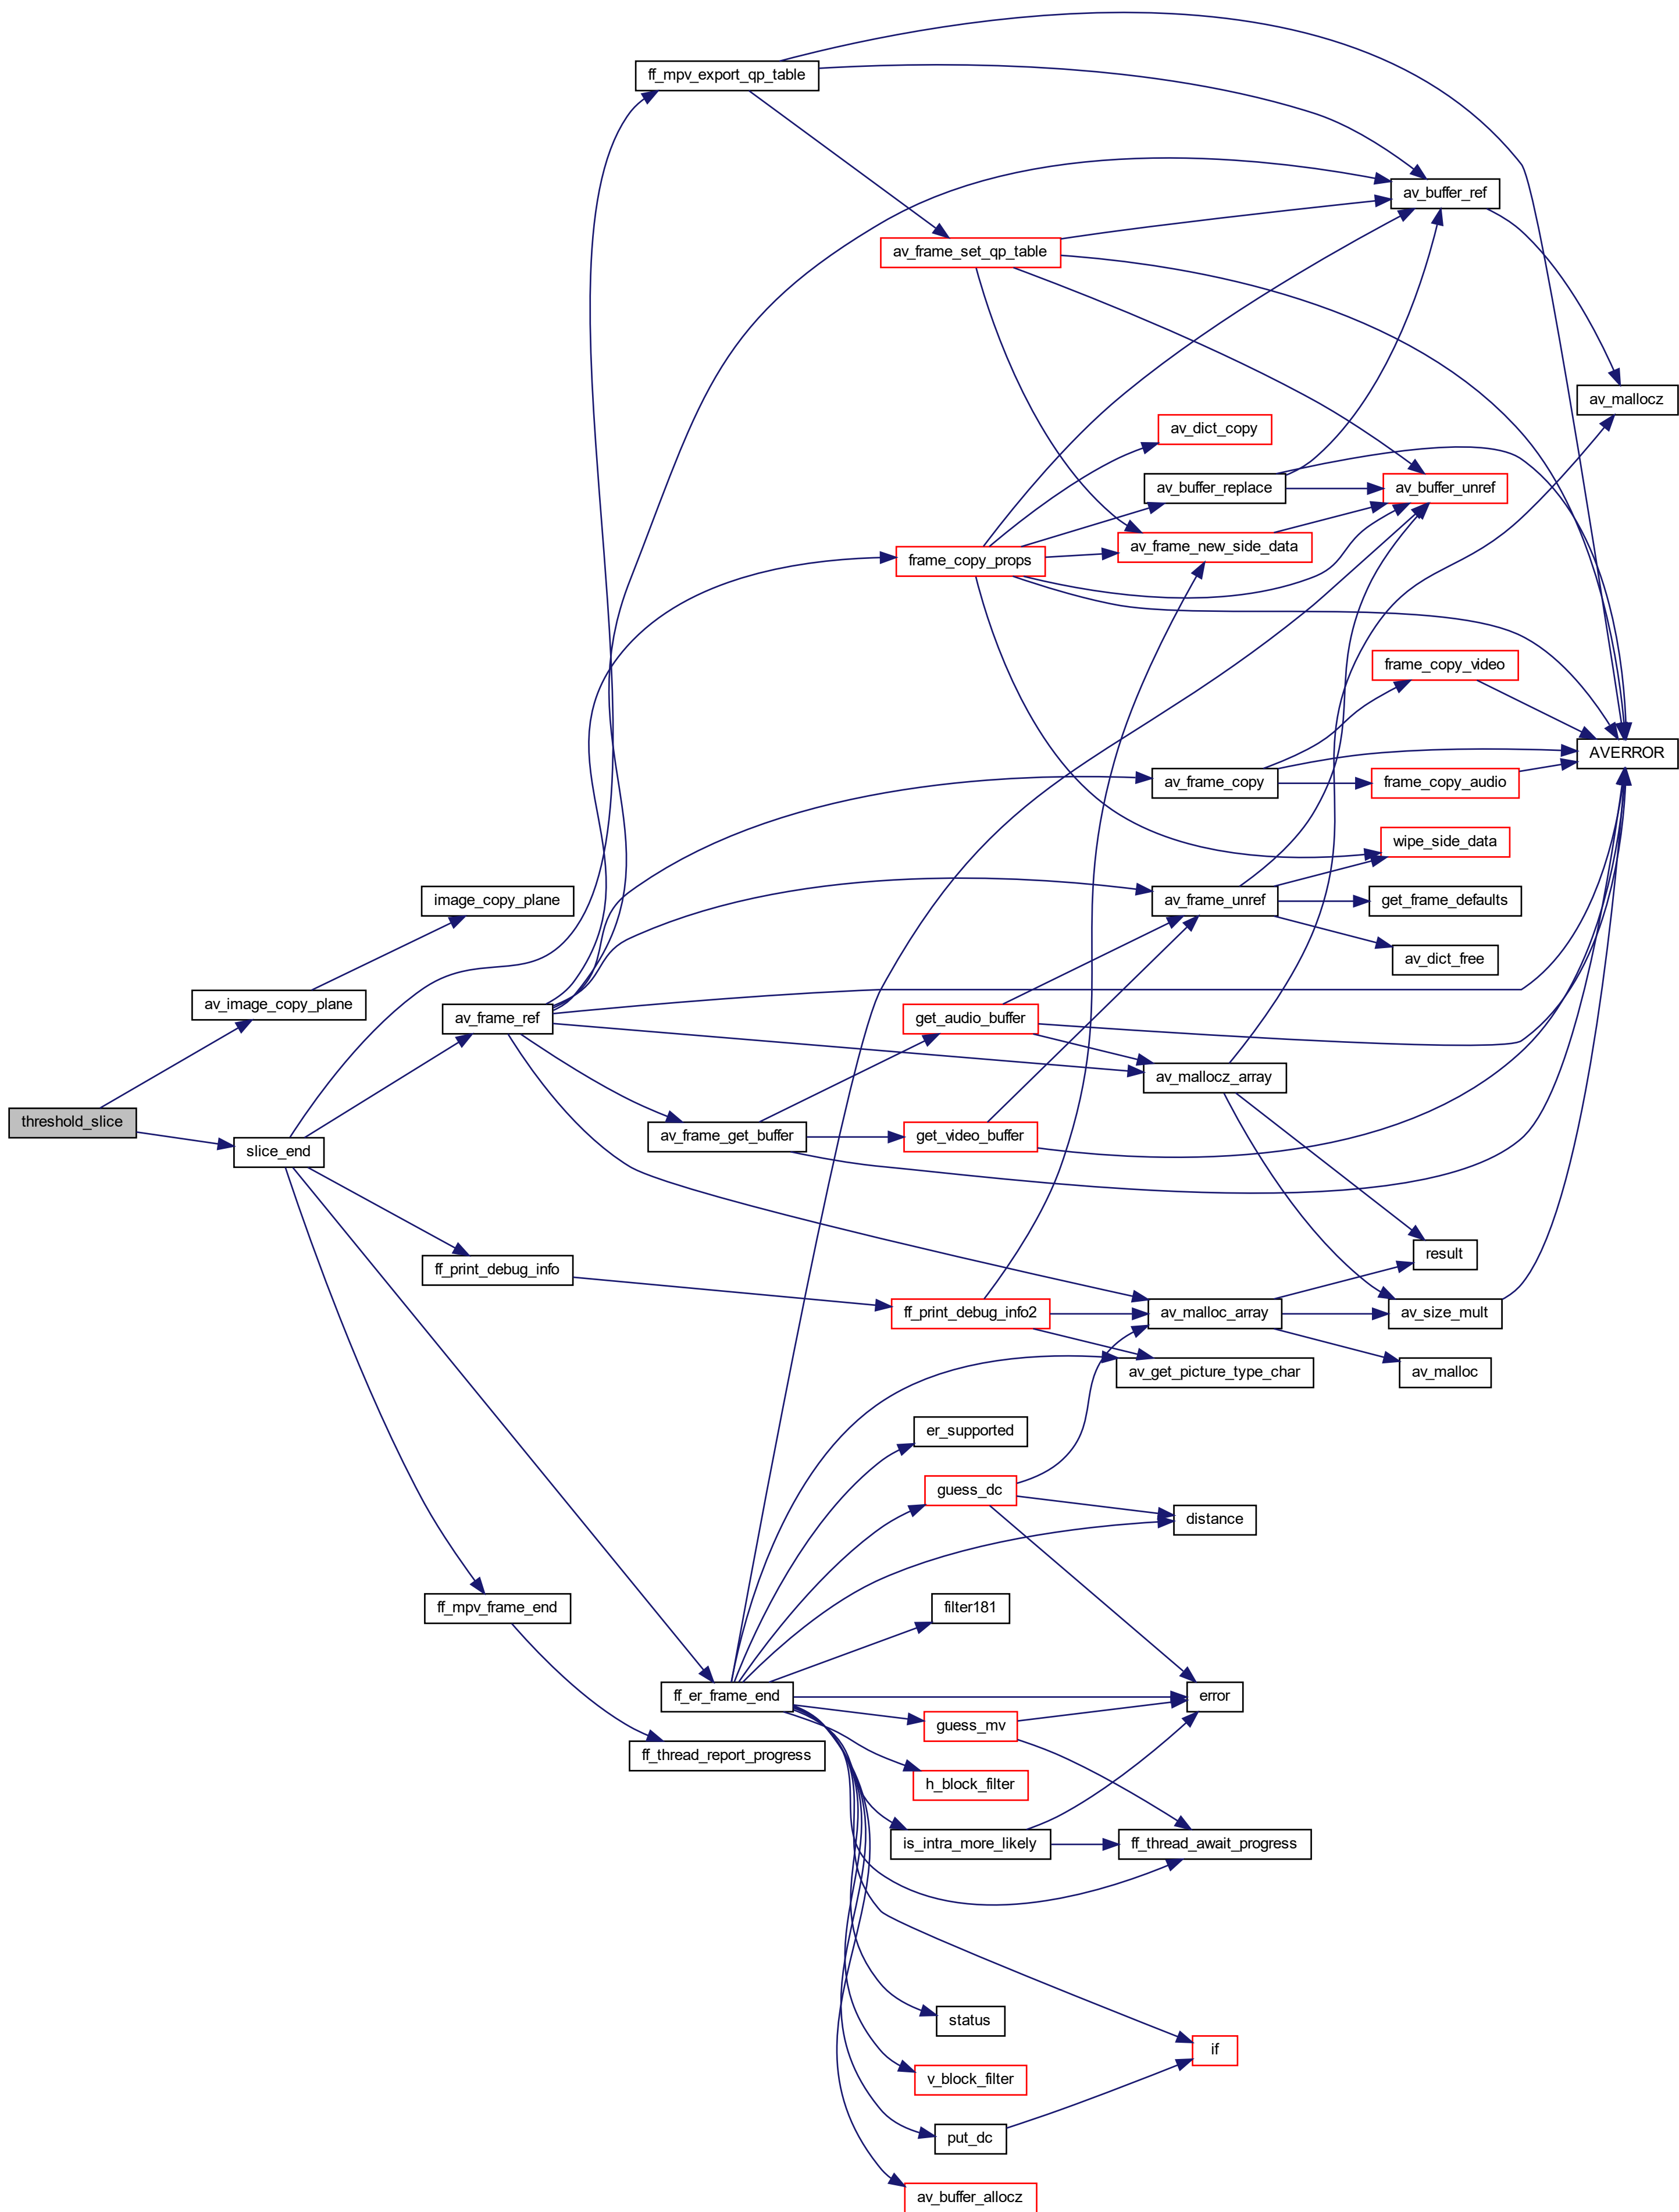 ff_mpv_export_qp_table
av_buffer_ref
av_frame_set_qp_table
av_mallocz
av_dict_copy
av_buffer_replace
av_buffer_unref
av_frame_new_side_data
frame_copy_props
frame_copy_video
AVERROR
av_frame_copy
frame_copy_audio
wipe_side_data
image_copy_plane
av_frame_unref
get_frame_defaults
av_dict_free
av_image_copy_plane
av_frame_ref
get_audio_buffer
av_mallocz_array
threshold_slice
av_frame_get_buffer
get_video_buffer
slice_end
result
ff_print_debug_info
ff_print_debug_info2
av_malloc_array
av_size_mult
av_get_picture_type_char
av_malloc
er_supported
guess_dc
distance
ff_mpv_frame_end
filter181
ff_er_frame_end
error
guess_mv
ff_thread_report_progress
h_block_filter
is_intra_more_likely
ff_thread_await_progress
status
if
v_block_filter
put_dc
av_buffer_allocz